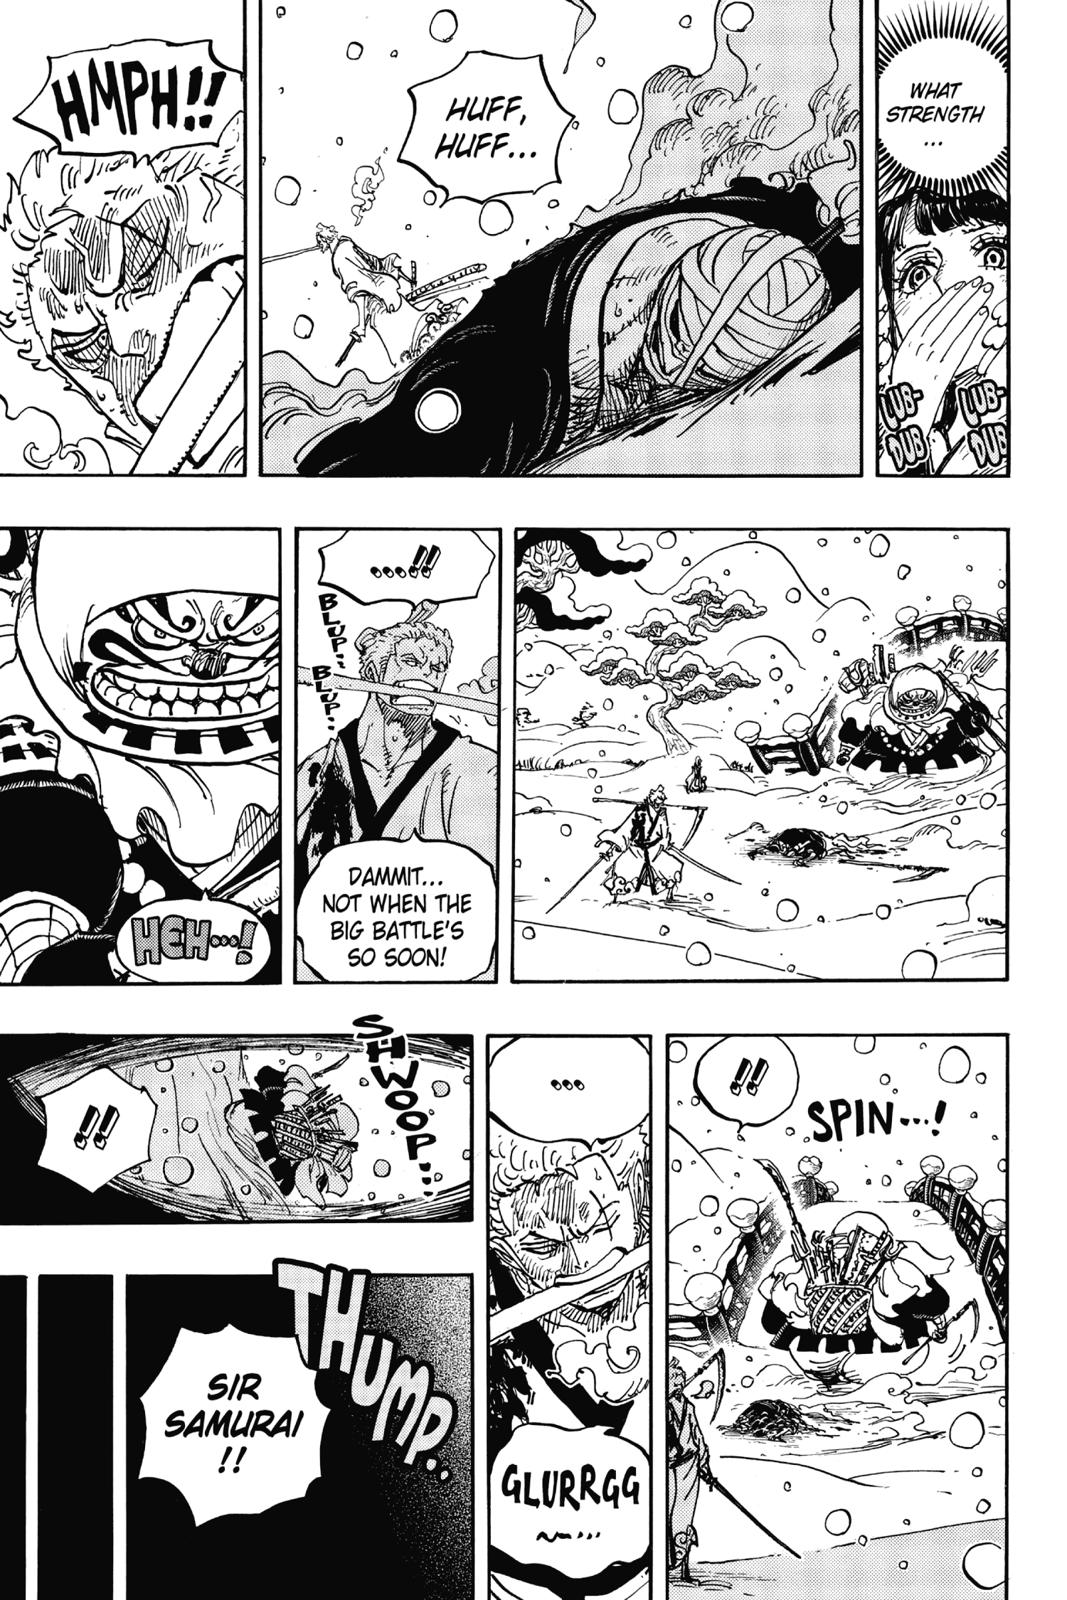 WHAT
STRENGTH
...
LUB-
DUB
LUB-
DUB
HUFF,
HUFF...
HMPH!!
...!!
BLUP...
BLUP...
DAMMIT...
NOT WHEN THE
BIG BATTLE'S
SO SOON!
HEH...!
!!
SPIN...!
...
GLURRGG
~...
SHWOOP...
!!
THUMP...
SIR
SAMURAI
!!